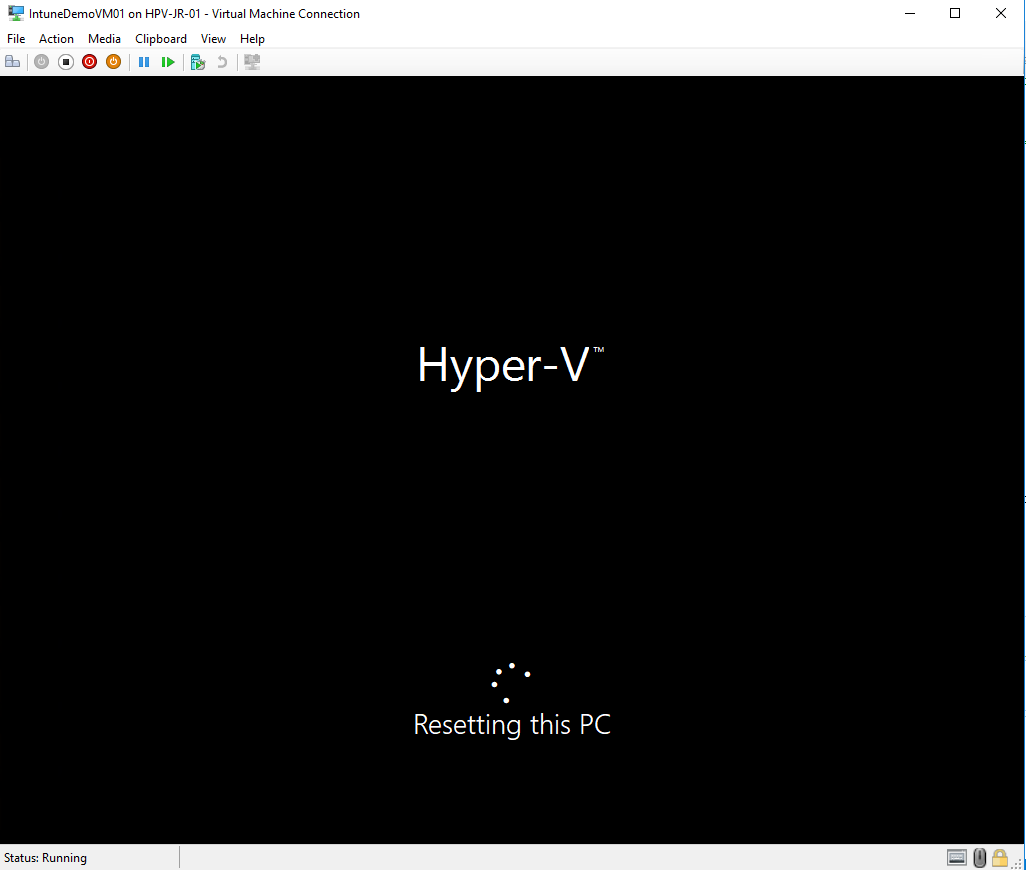 IntuneDemoVM01 on HPV-JR-01 - Virtual Machine Connection
File Action Media Clipboard View Help
Hyper-V™
Resetting this PC
Status: Running